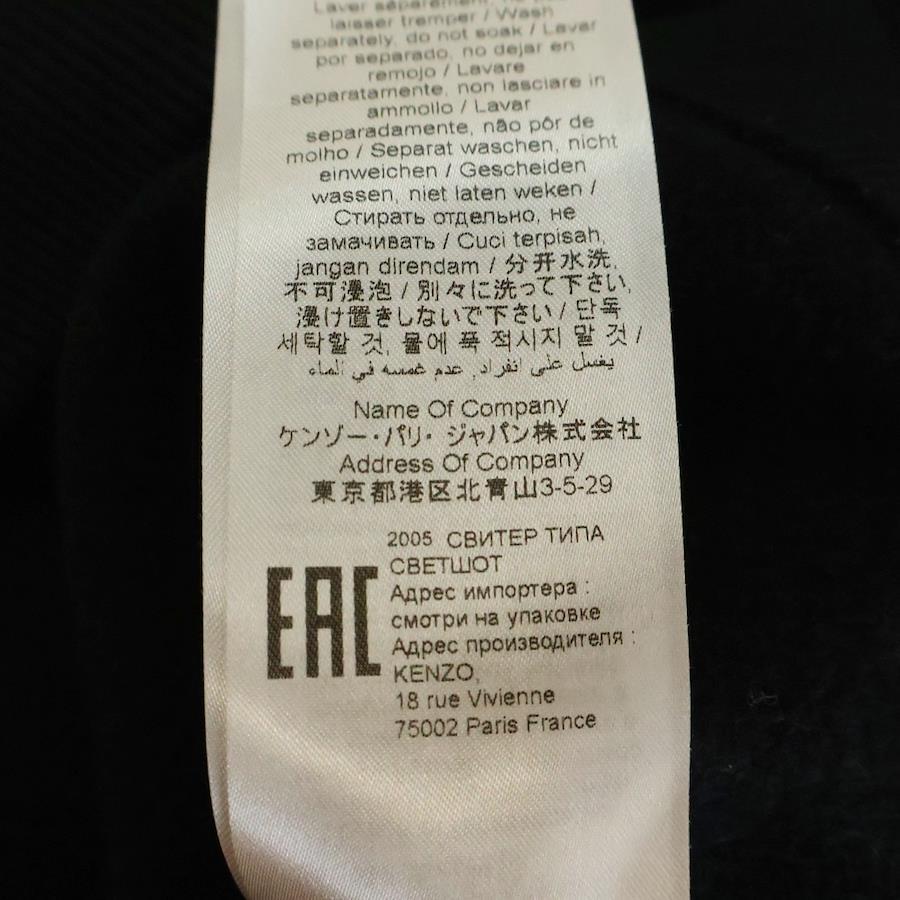 Laver séparément, ne pas
laisser tremper / Wash
separately, do not soak / Lavar
por separado, no dejar en
remojo / Lavare
separatamente, non lasciare in
ammollo / Lavar
separadamente, não pôr de
molho / Separat waschen, nicht
einweichen / Gescheiden
wassen, niet laten weken /
Стирать отдельно, не
замачивать / Cuci terpisah,
jangan direndam / 分开水洗,
不可浸泡 / 別々に洗って下さい,
浸け置きしないで下さい / 단독
세탁할 것, 물에 푹 적시지 말 것 /
يغسل على انفراد, عدم غمسه في الماء
Name Of Company
ケンゾー・パリ・ジャパン株式会社
Address Of Company
東京都港区北青山3-5-29
2005 СВИТЕР ТИПА
СВЕТШОТ
Адрес импортера :
смотри на упаковке
Адрес производителя :
KENZO,
18 rue Vivienne
75002 Paris France
EAC